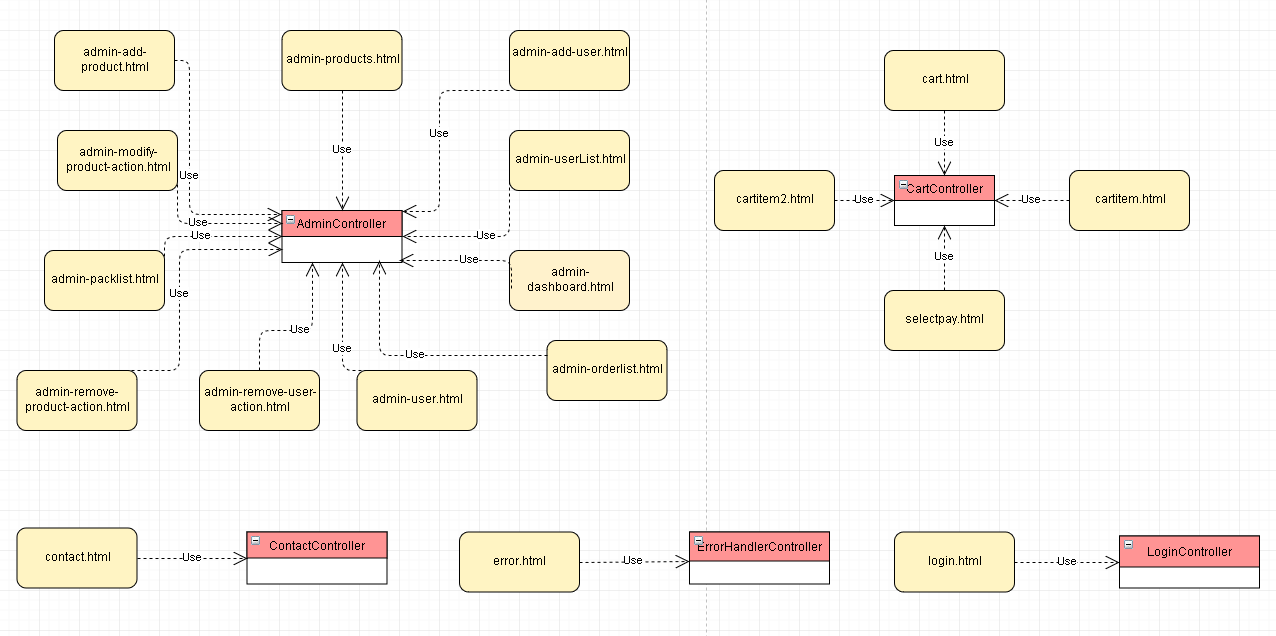 admin-add-
product.html
admin-products.html
admin-add-user.html
cart.html
Use
Use
Use
admin-modify-
product-action.html
admin-userList.html
Use
cartitem2.html
Use
CartController
Use
cartitem.html
Use
AdminController
Use
Use
Use
Use
admin-packlist.html
Use
admin-
dashboard.html
Use
selectpay.html
Use
Use
Use
admin-orderlist.html
admin-remove-
product-action.html
admin-remove-user-
action.html
admin-user.html
contact.html
Use
ContactController
error.html
Use
ErrorHandlerController
login.html
Use
LoginController